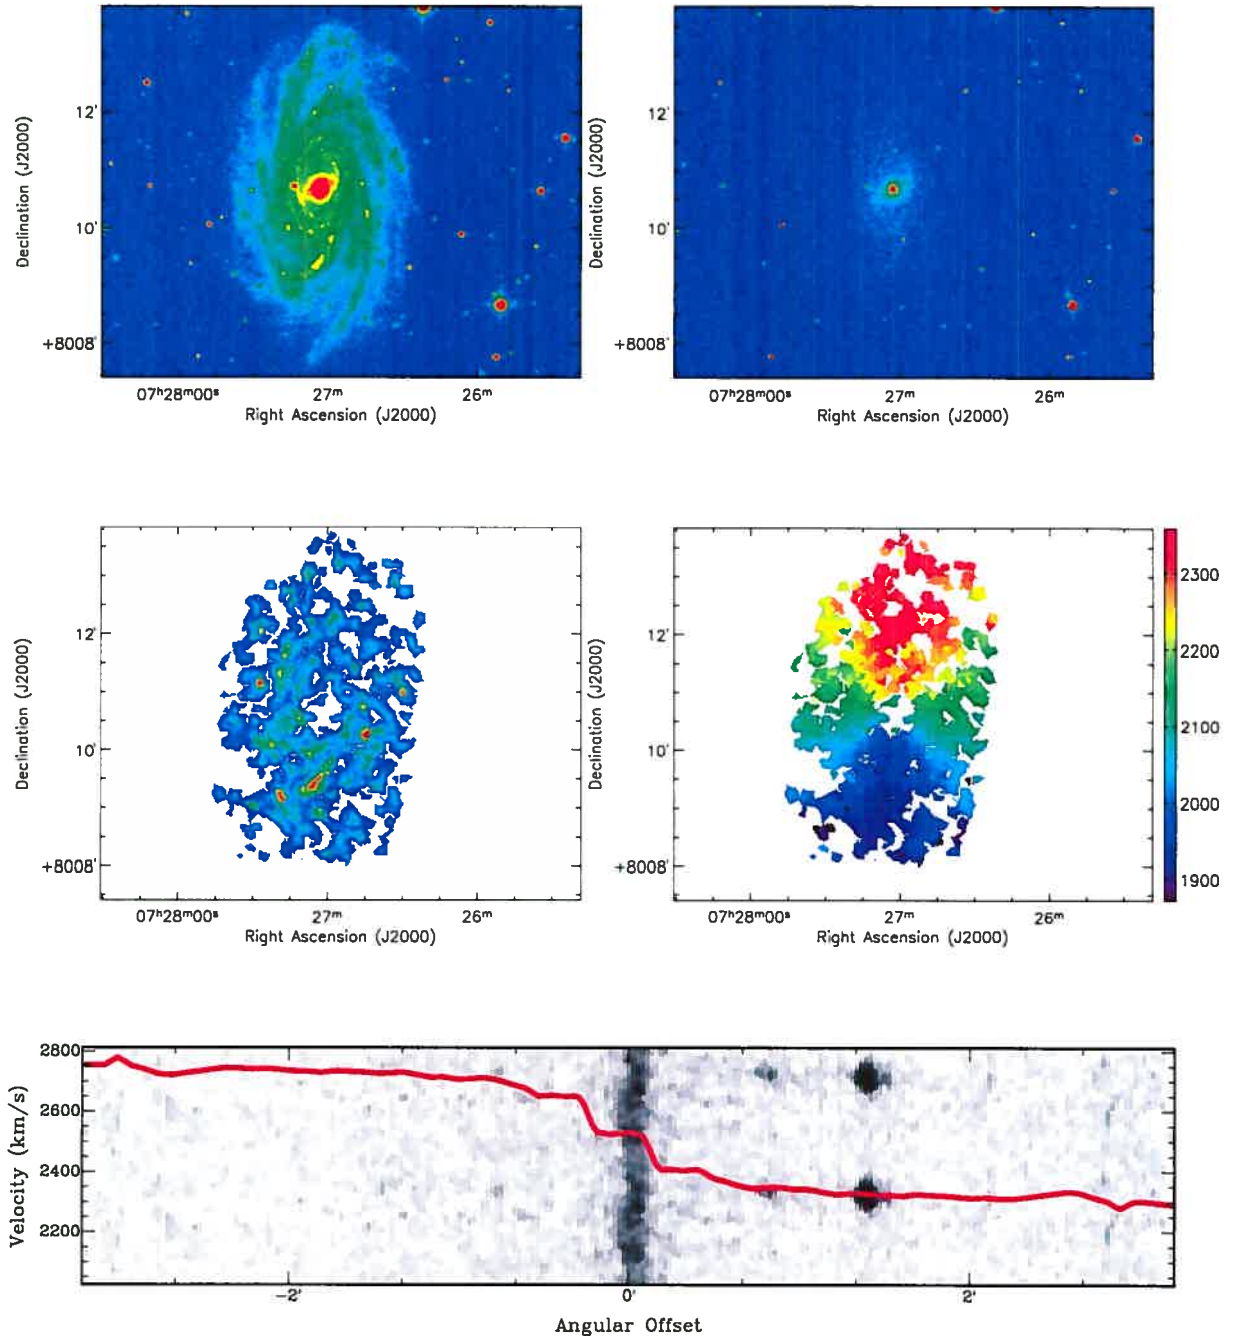 12'
10'
+8008'
Declination (J2000)
07h28m00s 27m 26m
Right Ascension (J2000)
12'
10'
+8008'
Declination (J2000)
07h28m00s 27m 26m
Right Ascension (J2000)
12'
10'
+8008'
Declination (J2000)
07h28m00s 27m 26m
Right Ascension (J2000)
12'
10'
+8008'
Declination (J2000)
07h28m00s 27m 26m
Right Ascension (J2000)
2300
2200
2100
2000
1900
2800
2600
2400
2200
Velocity (km/s)
-2' 0' 2'
Angular Offset